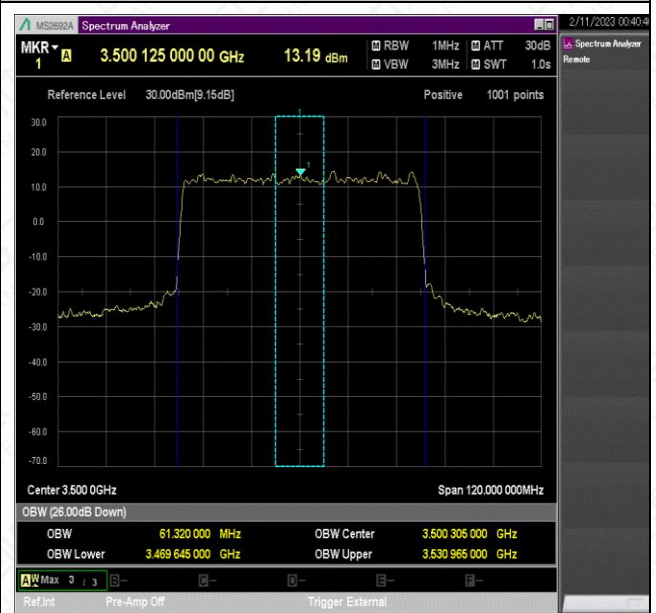 MS2692A Spectrum Analyzer
2/11/2023 00:40:4
MKR 1 A 3.500 125 000 00 GHz 13.19 dBm
M RBW 1MHz M ATT 30dB
M VBW 3MHz M SWT 1.0s
Spectrum Analyzer
Remote
Reference Level 30.00dBm[9.15dB] Positive 1001 points
1
30.0
20.0
1
10.0
0.0
-10.0
-20.0
-30.0
-40.0
-50.0
-60.0
-70.0
Center 3.500 0GHz Span 120.000 000MHz
OBW (26.00dB Down)
OBW 61.320 000 MHz OBW Center 3.500 305 000 GHz
OBW Lower 3.469 645 000 GHz OBW Upper 3.530 965 000 GHz
A W Max 3 / 3 B- C- D- E- F-
Ref.Int Pre-Amp Off Trigger External